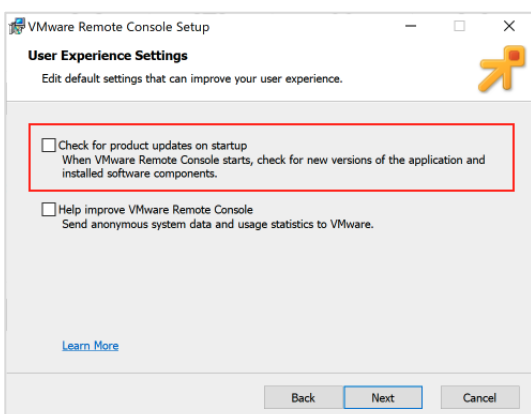 VMware Remote Console Setup
User Experience Settings
Edit default settings that can improve your user experience.
Check for product updates on startup
When VMware Remote Console starts, check for new versions of the application and
installed software components.
Help improve VMware Remote Console
Send anonymous system data and usage statistics to VMware.
Learn More
Back Next Cancel